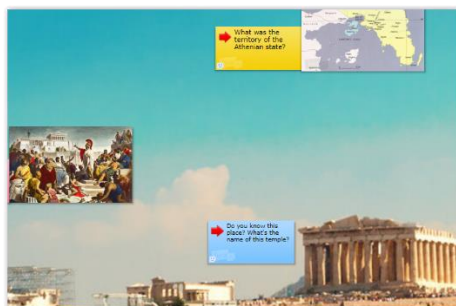 What was the
territory of the
Athenian state?
Do you know this
place? What's the
name of this temple?